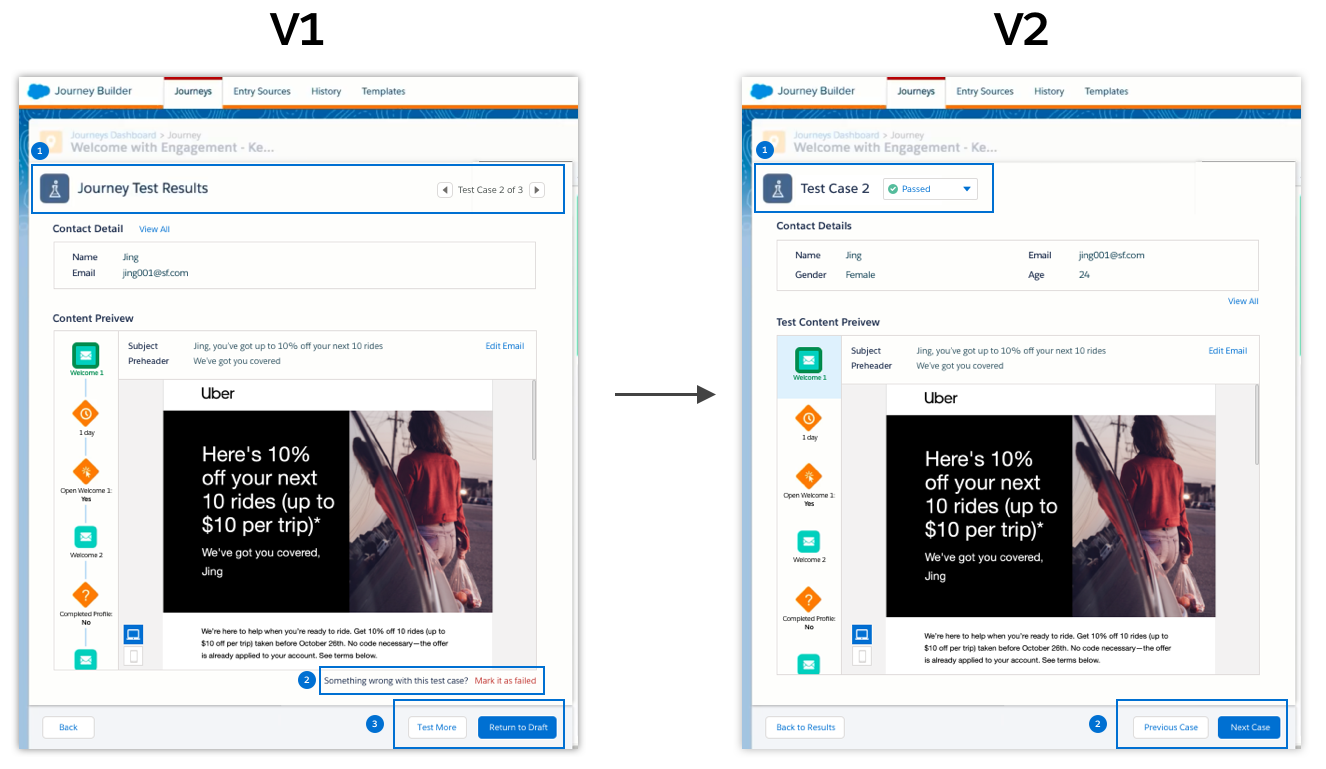 V1
Journey Builder Journeys Entry Sources History Templates
Journeys Dashboard > Journey
Welcome with Engagement - Ke...
1
Journey Test Results Test Case 2 of 3
Contact Detail View All
Name Jing
Email jing001@sf.com
Content Preivew
Subject Jing, you've got up to 10% off your next 10 rides Edit Email
Preheader We've got you covered
Welcome 1
1 day
Open Welcome 1:
Yes
Welcome 2
Completed Profile:
No
Uber
Here's 10%
off your next
10 rides (up to
$10 per trip)*
We've got you covered,
Jing
We're here to help when you're ready to ride. Get 10% off 10 rides (up to
$10 off per trip) taken before October 26th. No code necessary—the offer
is already applied to your account. See terms below.
2
Something wrong with this test case? Mark it as failed
3
Back Test More Return to Draft
V2
Journey Builder Journeys Entry Sources History Templates
Journeys Dashboard > Journey
Welcome with Engagement - Ke...
1
Test Case 2 Passed
Contact Details
Name Jing Email jing001@sf.com
Gender Female Age 24
View All
Test Content Preivew
Subject Jing, you've got up to 10% off your next 10 rides Edit Email
Preheader We've got you covered
Welcome 1
1 day
Open Welcome 1:
Yes
Welcome 2
Completed Profile:
No
Uber
Here's 10%
off your next
10 rides (up to
$10 per trip)*
We've got you covered,
Jing
We're here to help when you're ready to ride. Get 10% off 10 rides (up to
$10 off per trip) taken before October 26th. No code necessary—the offer
is already applied to your account. See terms below.
2
Back to Results Previous Case Next Case